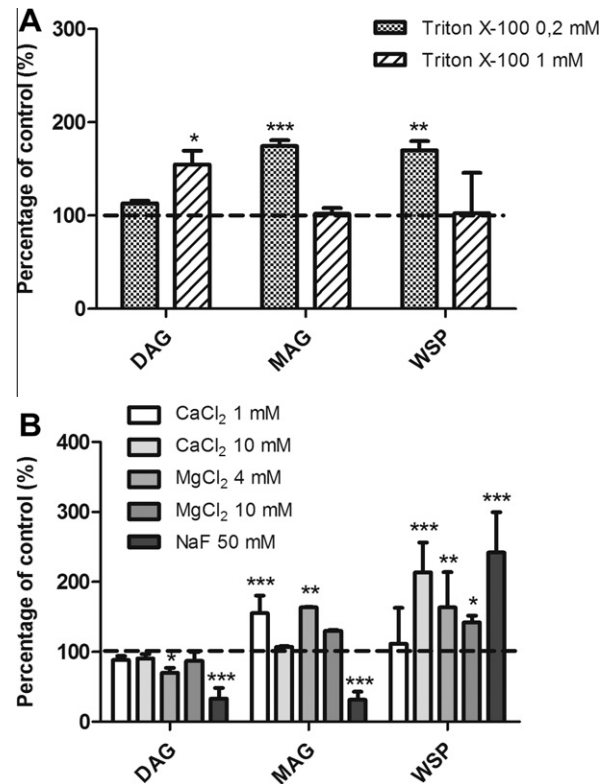 A
Percentage of control (%)
300
200
100
0
Triton X-100 0,2 mM
Triton X-100 1 mM
*
***
**
DAG
MAG
WSP
B
Percentage of control (%)
400
300
200
100
0
CaCl₂ 1 mM
CaCl₂ 10 mM
MgCl₂ 4 mM
MgCl₂ 10 mM
NaF 50 mM
*
***
***
**
***
***
**
*
***
DAG
MAG
WSP